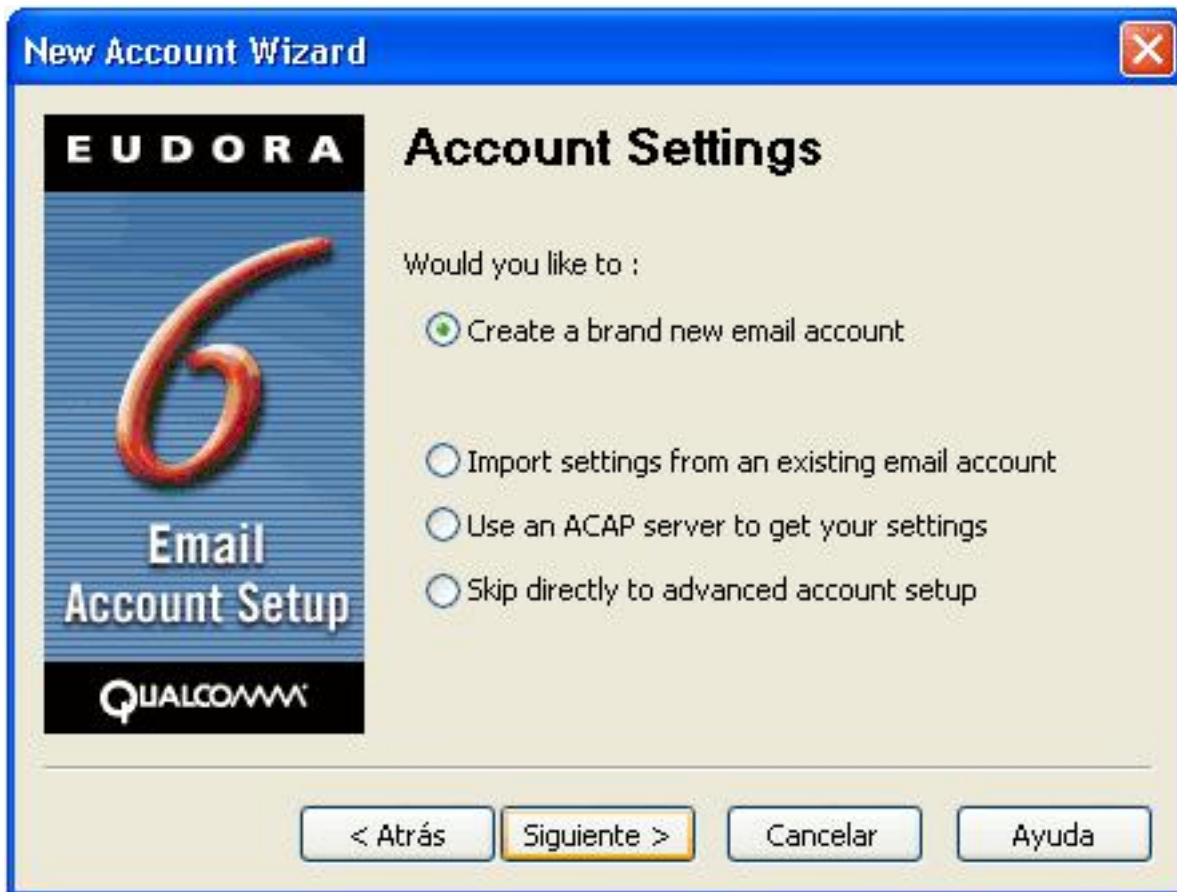 New Account Wizard
EUDORA
6
Email
Account Setup
QUALCOMM
Account Settings
Would you like to :
Create a brand new email account
Import settings from an existing email account
Use an ACAP server to get your settings
Skip directly to advanced account setup
< Atrás
Siguiente >
Cancelar
Ayuda